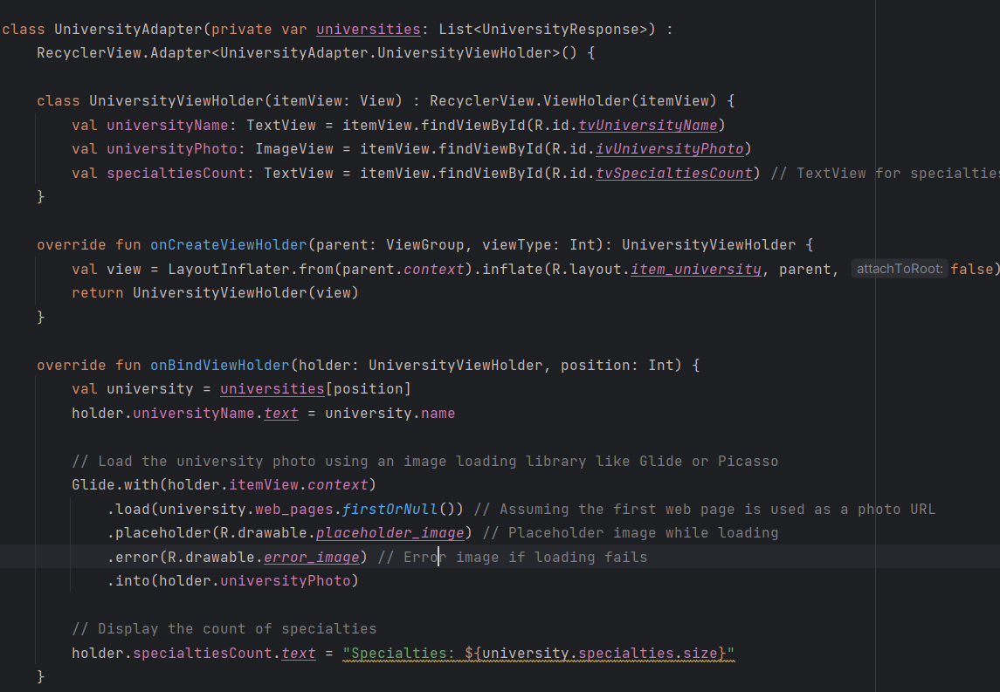 class UniversityAdapter(private var universities: List<UniversityResponse>) :
    RecyclerView.Adapter<UniversityAdapter.UniversityViewHolder>() {

    class UniversityViewHolder(itemView: View) : RecyclerView.ViewHolder(itemView) {
        val universityName: TextView = itemView.findViewById(R.id.tvUniversityName)
        val universityPhoto: ImageView = itemView.findViewById(R.id.ivUniversityPhoto)
        val specialtiesCount: TextView = itemView.findViewById(R.id.tvSpecialtiesCount) // TextView for specialties
    }

    override fun onCreateViewHolder(parent: ViewGroup, viewType: Int): UniversityViewHolder {
        val view = LayoutInflater.from(parent.context).inflate(R.layout.item_university, parent, attachToRoot: false)
        return UniversityViewHolder(view)
    }

    override fun onBindViewHolder(holder: UniversityViewHolder, position: Int) {
        val university = universities[position]
        holder.universityName.text = university.name

        // Load the university photo using an image loading library like Glide or Picasso
        Glide.with(holder.itemView.context)
            .load(university.web_pages.firstOrNull()) // Assuming the first web page is used as a photo URL
            .placeholder(R.drawable.placeholder_image) // Placeholder image while loading
            .error(R.drawable.error_image) // Error image if loading fails
            .into(holder.universityPhoto)

        // Display the count of specialties
        holder.specialtiesCount.text = "Specialties: ${university.specialties.size}"
    }